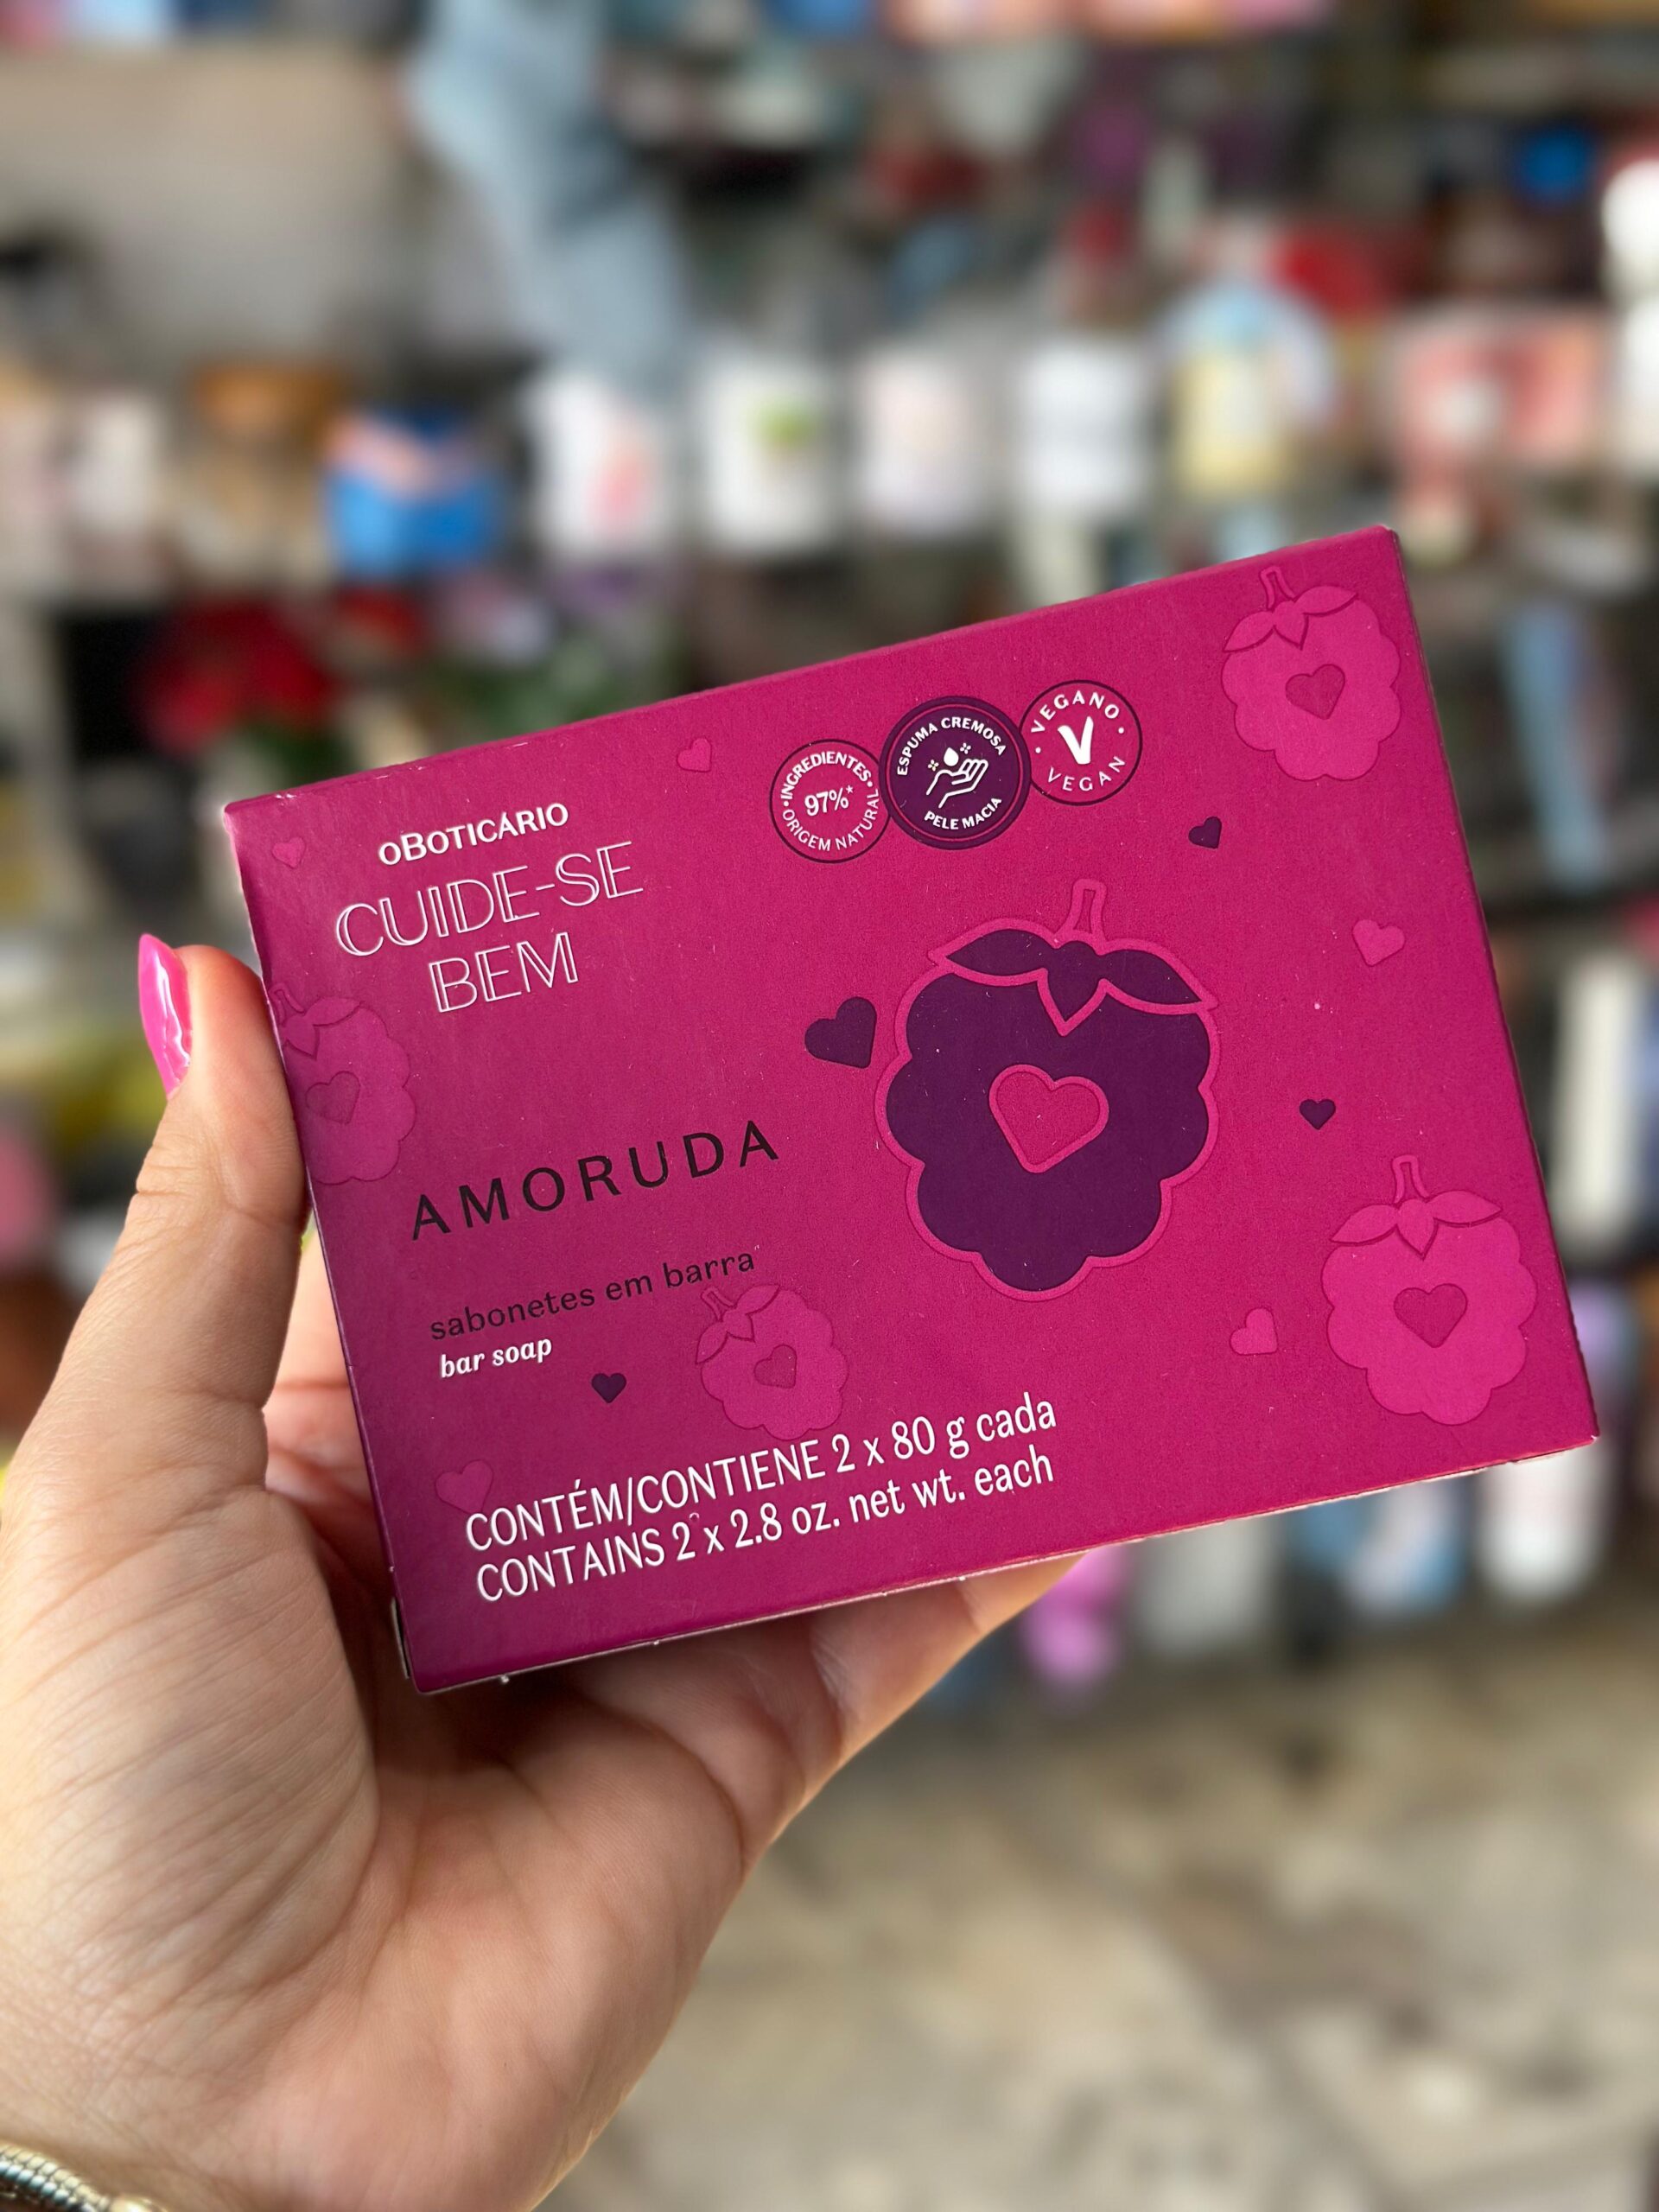 oBOTICÁRIO
CUIDE-SE
BEM
INGREDIENTES
97%*
ORIGEM NATURAL
ESPUMA CREMOSA
PELE MACIA
VEGANO
V
VEGAN
AMORUDA
sabonetes em barra
bar soap
CONTÉM/CONTIENE 2 x 80 g cada
CONTAINS 2 x 2.8 oz. net wt. each